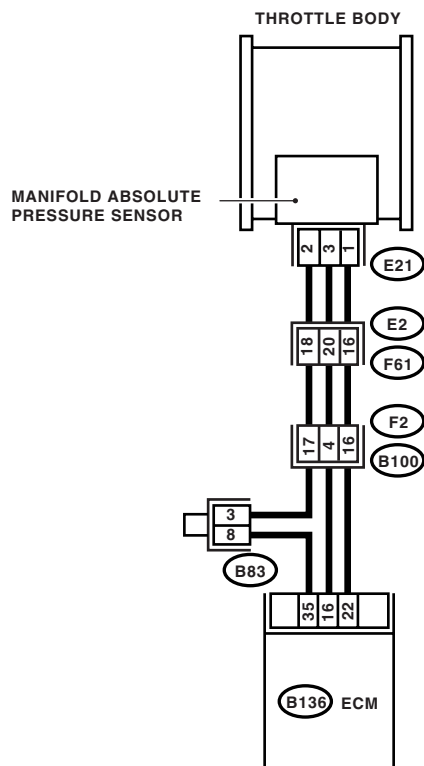 THROTTLE BODY
MANIFOLD ABSOLUTE
PRESSURE SENSOR
2 3 1
E21
E2
18 20 16
F61
F2
17 4 16
B100
3
8
B83
35 16 22
B136 ECM